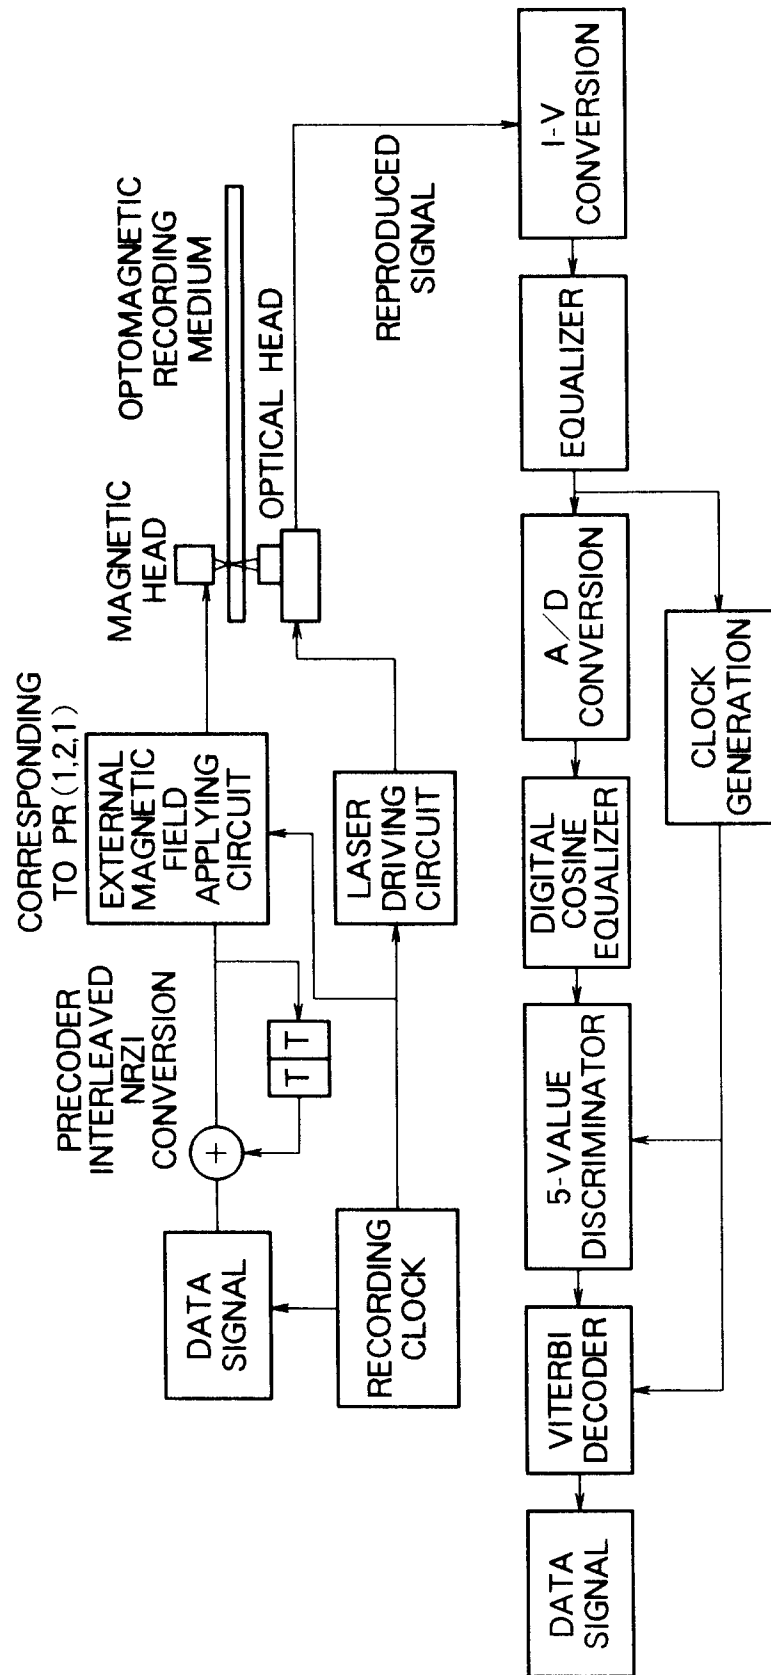 PRECODER
INTERLEAVED
NRZI
CONVERSION
CORRESPONDING
TO PR(1,2,1)
DATA
SIGNAL
+
T T
EXTERNAL
MAGNETIC
FIELD
APPLYING
CIRCUIT
MAGNETIC
HEAD
OPTOMAGNETIC
RECORDING
MEDIUM
OPTICAL HEAD
RECORDING
CLOCK
LASER
DRIVING
CIRCUIT
REPRODUCED
SIGNAL
DATA
SIGNAL
VITERBI
DECODER
5-VALUE
DISCRIMINATOR
DIGITAL
COSINE
EQUALIZER
A/D
CONVERSION
EQUALIZER
I-V
CONVERSION
CLOCK
GENERATION